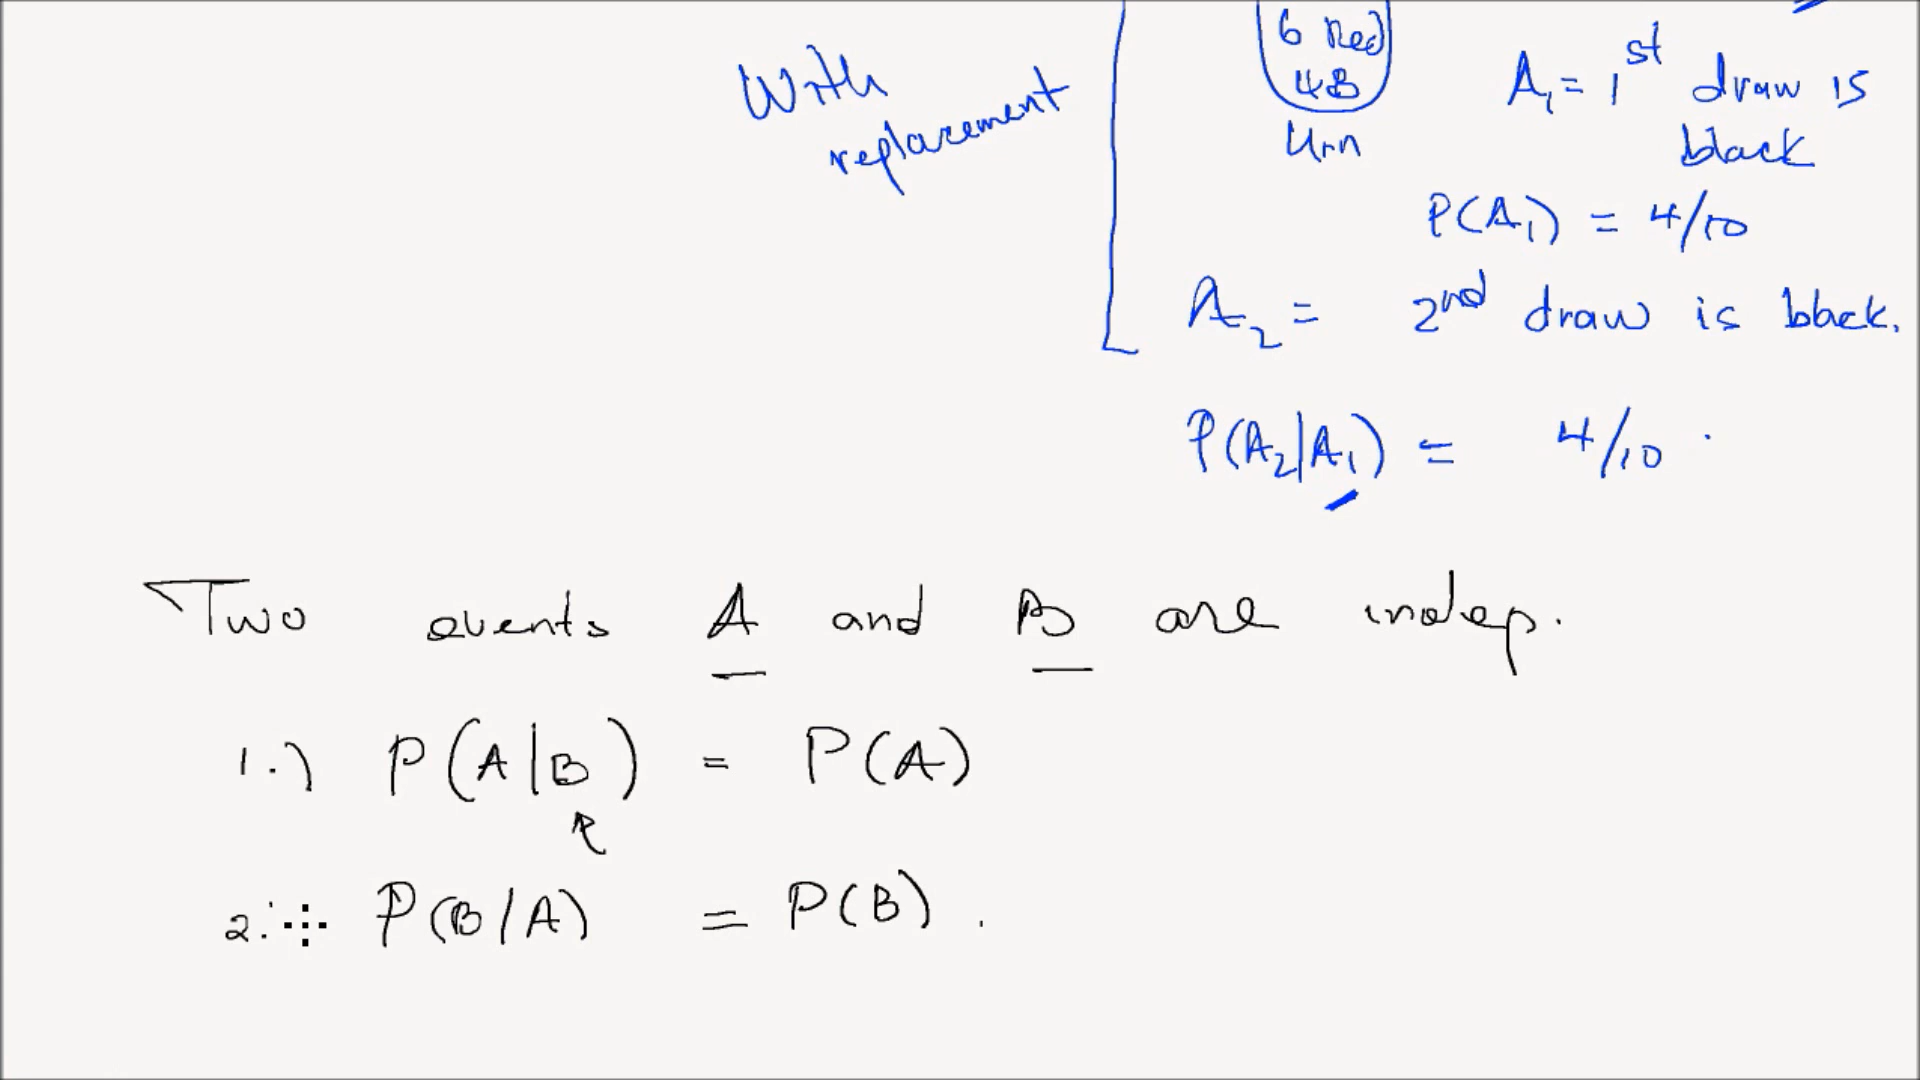 6 Red
4B
Urn
With
replacement
A₁ = 1st draw is
black
P(A₁) = 4/10
A₂ = 2nd draw is black.
P(A₂|A₁) = 4/10 .
Two events A and B are indep.
1.) P(A|B) = P(A)
2. P(B|A) = P(B) .